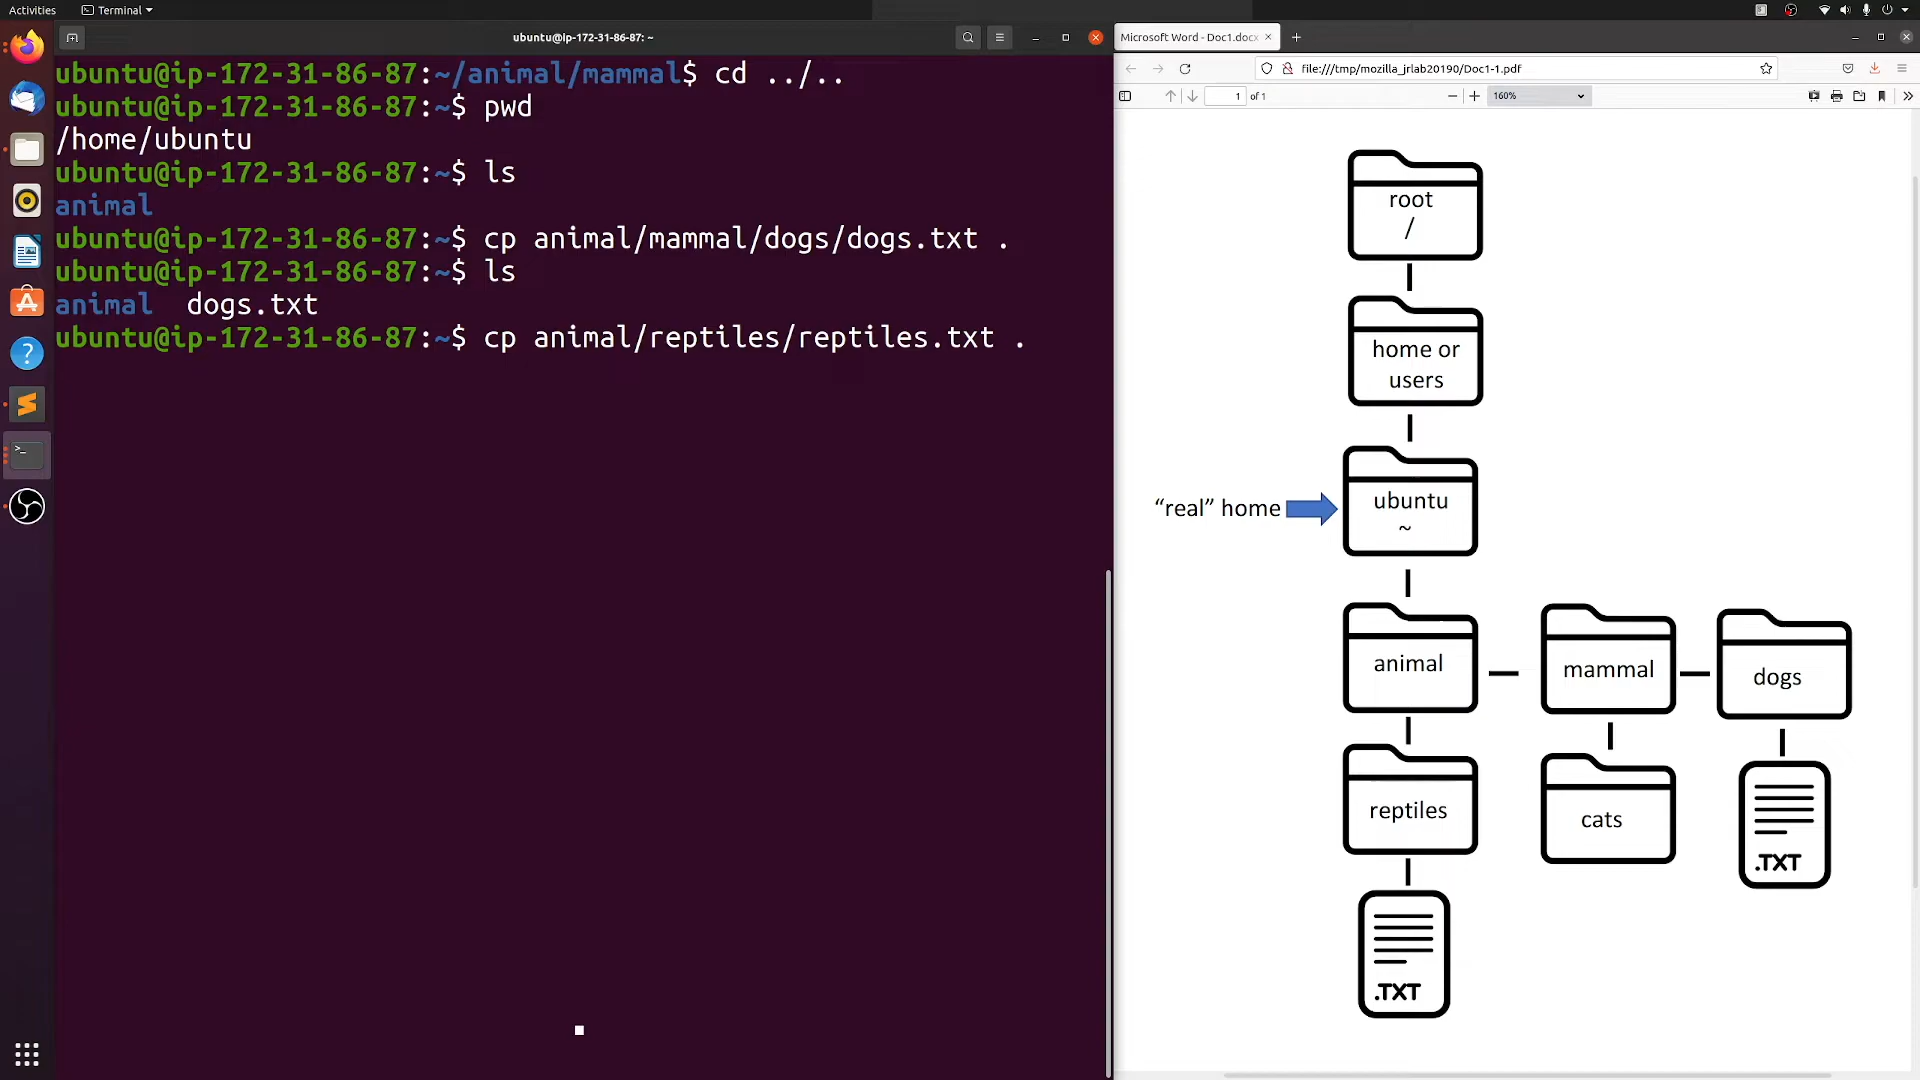 Activities
Terminal
ubuntu@ip-172-31-86-87: ~
ubuntu@ip-172-31-86-87:~/animal/mammal$ cd ../..
ubuntu@ip-172-31-86-87:~$ pwd
/home/ubuntu
ubuntu@ip-172-31-86-87:~$ ls
animal
ubuntu@ip-172-31-86-87:~$ cp animal/mammal/dogs/dogs.txt .
ubuntu@ip-172-31-86-87:~$ ls
animal  dogs.txt
ubuntu@ip-172-31-86-87:~$ cp animal/reptiles/reptiles.txt .
Microsoft Word - Doc1.docx
file:///tmp/mozilla_jrlab20190/Doc1-1.pdf
1 of 1
160%
root
/
home or
users
"real" home
ubuntu
~
animal
mammal
dogs
reptiles
cats
.TXT
.TXT